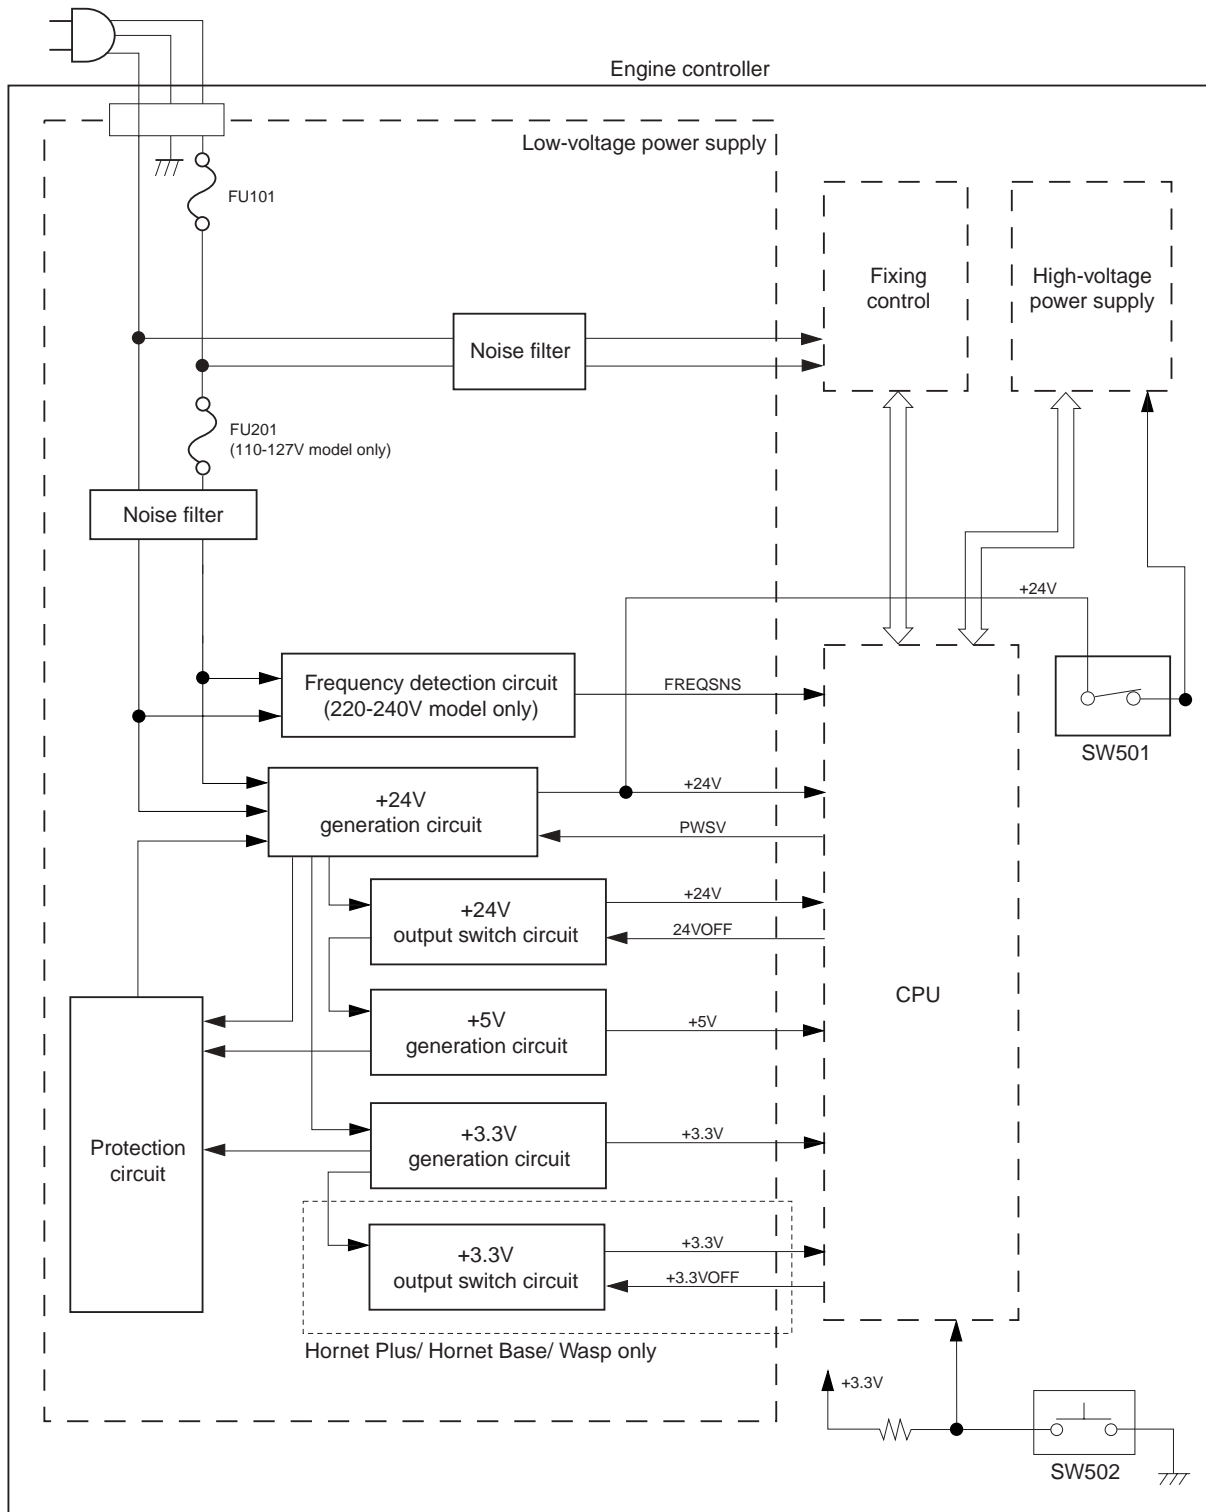 Engine controller
Low-voltage power supply
FU101
Fixing
control
High-voltage
power supply
Noise filter
FU201
(110-127V model only)
Noise filter
+24V
Frequency detection circuit
(220-240V model only)
FREQSNS
SW501
+24V
generation circuit
+24V
PWSV
+24V
output switch circuit
+24V
24VOFF
CPU
+5V
generation circuit
+5V
Protection
circuit
+3.3V
generation circuit
+3.3V
+3.3V
output switch circuit
+3.3V
+3.3VOFF
Hornet Plus/ Hornet Base/ Wasp only
+3.3V
SW502